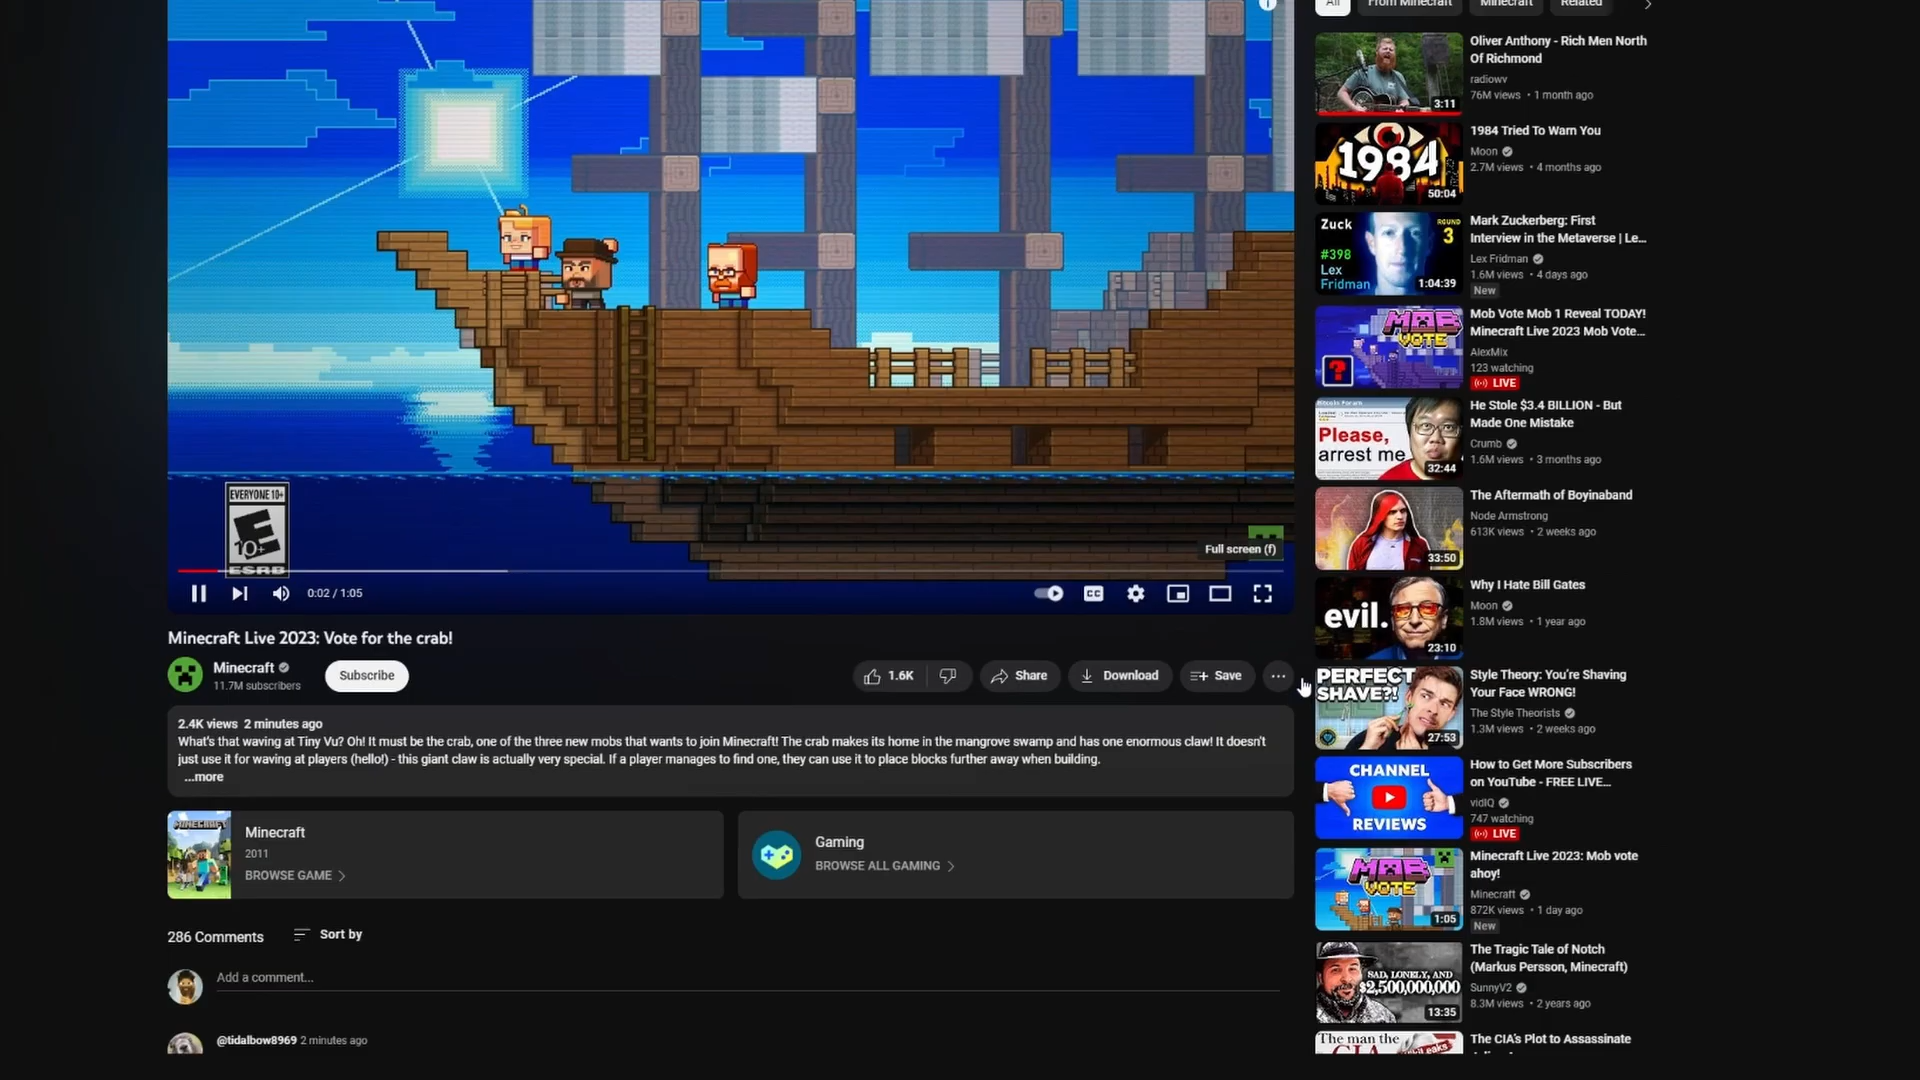 All
From Minecraft
Minecraft
Related
EVERYONE 10+
E
10+
ESRB
Full screen (f)
0:02 / 1:05
CC
Minecraft Live 2023: Vote for the crab!
Minecraft
11.7M subscribers
Subscribe
1.6K
Share
Download
Save
2.4K views 2 minutes ago
What's that waving at Tiny Vu? Oh! It must be the crab, one of the three new mobs that wants to join Minecraft! The crab makes its home in the mangrove swamp and has one enormous claw! It doesn't
just use it for waving at players (hello!) - this giant claw is actually very special. If a player manages to find one, they can use it to place blocks further away when building.
...more
MINECRAFT
Minecraft
2011
BROWSE GAME
Gaming
BROWSE ALL GAMING
286 Comments
Sort by
Add a comment...
@tidalbow8969 2 minutes ago
3:11
Oliver Anthony - Rich Men North
Of Richmond
radiowv
76M views • 1 month ago
1984
50:04
1984 Tried To Warn You
Moon
2.7M views • 4 months ago
Zuck
ROUND
3
#398
Lex
Fridman
1:04:39
Mark Zuckerberg: First
Interview in the Metaverse | Le...
Lex Fridman
1.6M views • 4 days ago
New
MOB
VOTE
?
Mob Vote Mob 1 Reveal TODAY!
Minecraft Live 2023 Mob Vote...
AlexMix
123 watching
LIVE
Bitcoin Forum
Please,
arrest me
32:44
He Stole $3.4 BILLION - But
Made One Mistake
Crumb
1.6M views • 3 months ago
33:50
The Aftermath of Boyinaband
Node Armstrong
613K views • 2 weeks ago
evil.
23:10
Why I Hate Bill Gates
Moon
1.8M views • 1 year ago
PERFECT
SHAVE?!
27:53
Style Theory: You're Shaving
Your Face WRONG!
The Style Theorists
1.3M views • 2 weeks ago
CHANNEL
REVIEWS
How to Get More Subscribers
on YouTube - FREE LIVE...
vidIQ
747 watching
LIVE
MOB
VOTE
1:05
Minecraft Live 2023: Mob vote
ahoy!
Minecraft
872K views • 1 day ago
New
SAD, LONELY, AND
$2,500,000,000
13:35
The Tragic Tale of Notch
(Markus Persson, Minecraft)
SunnyV2
8.3M views • 2 years ago
The man the
CIA
The CIA's Plot to Assassinate